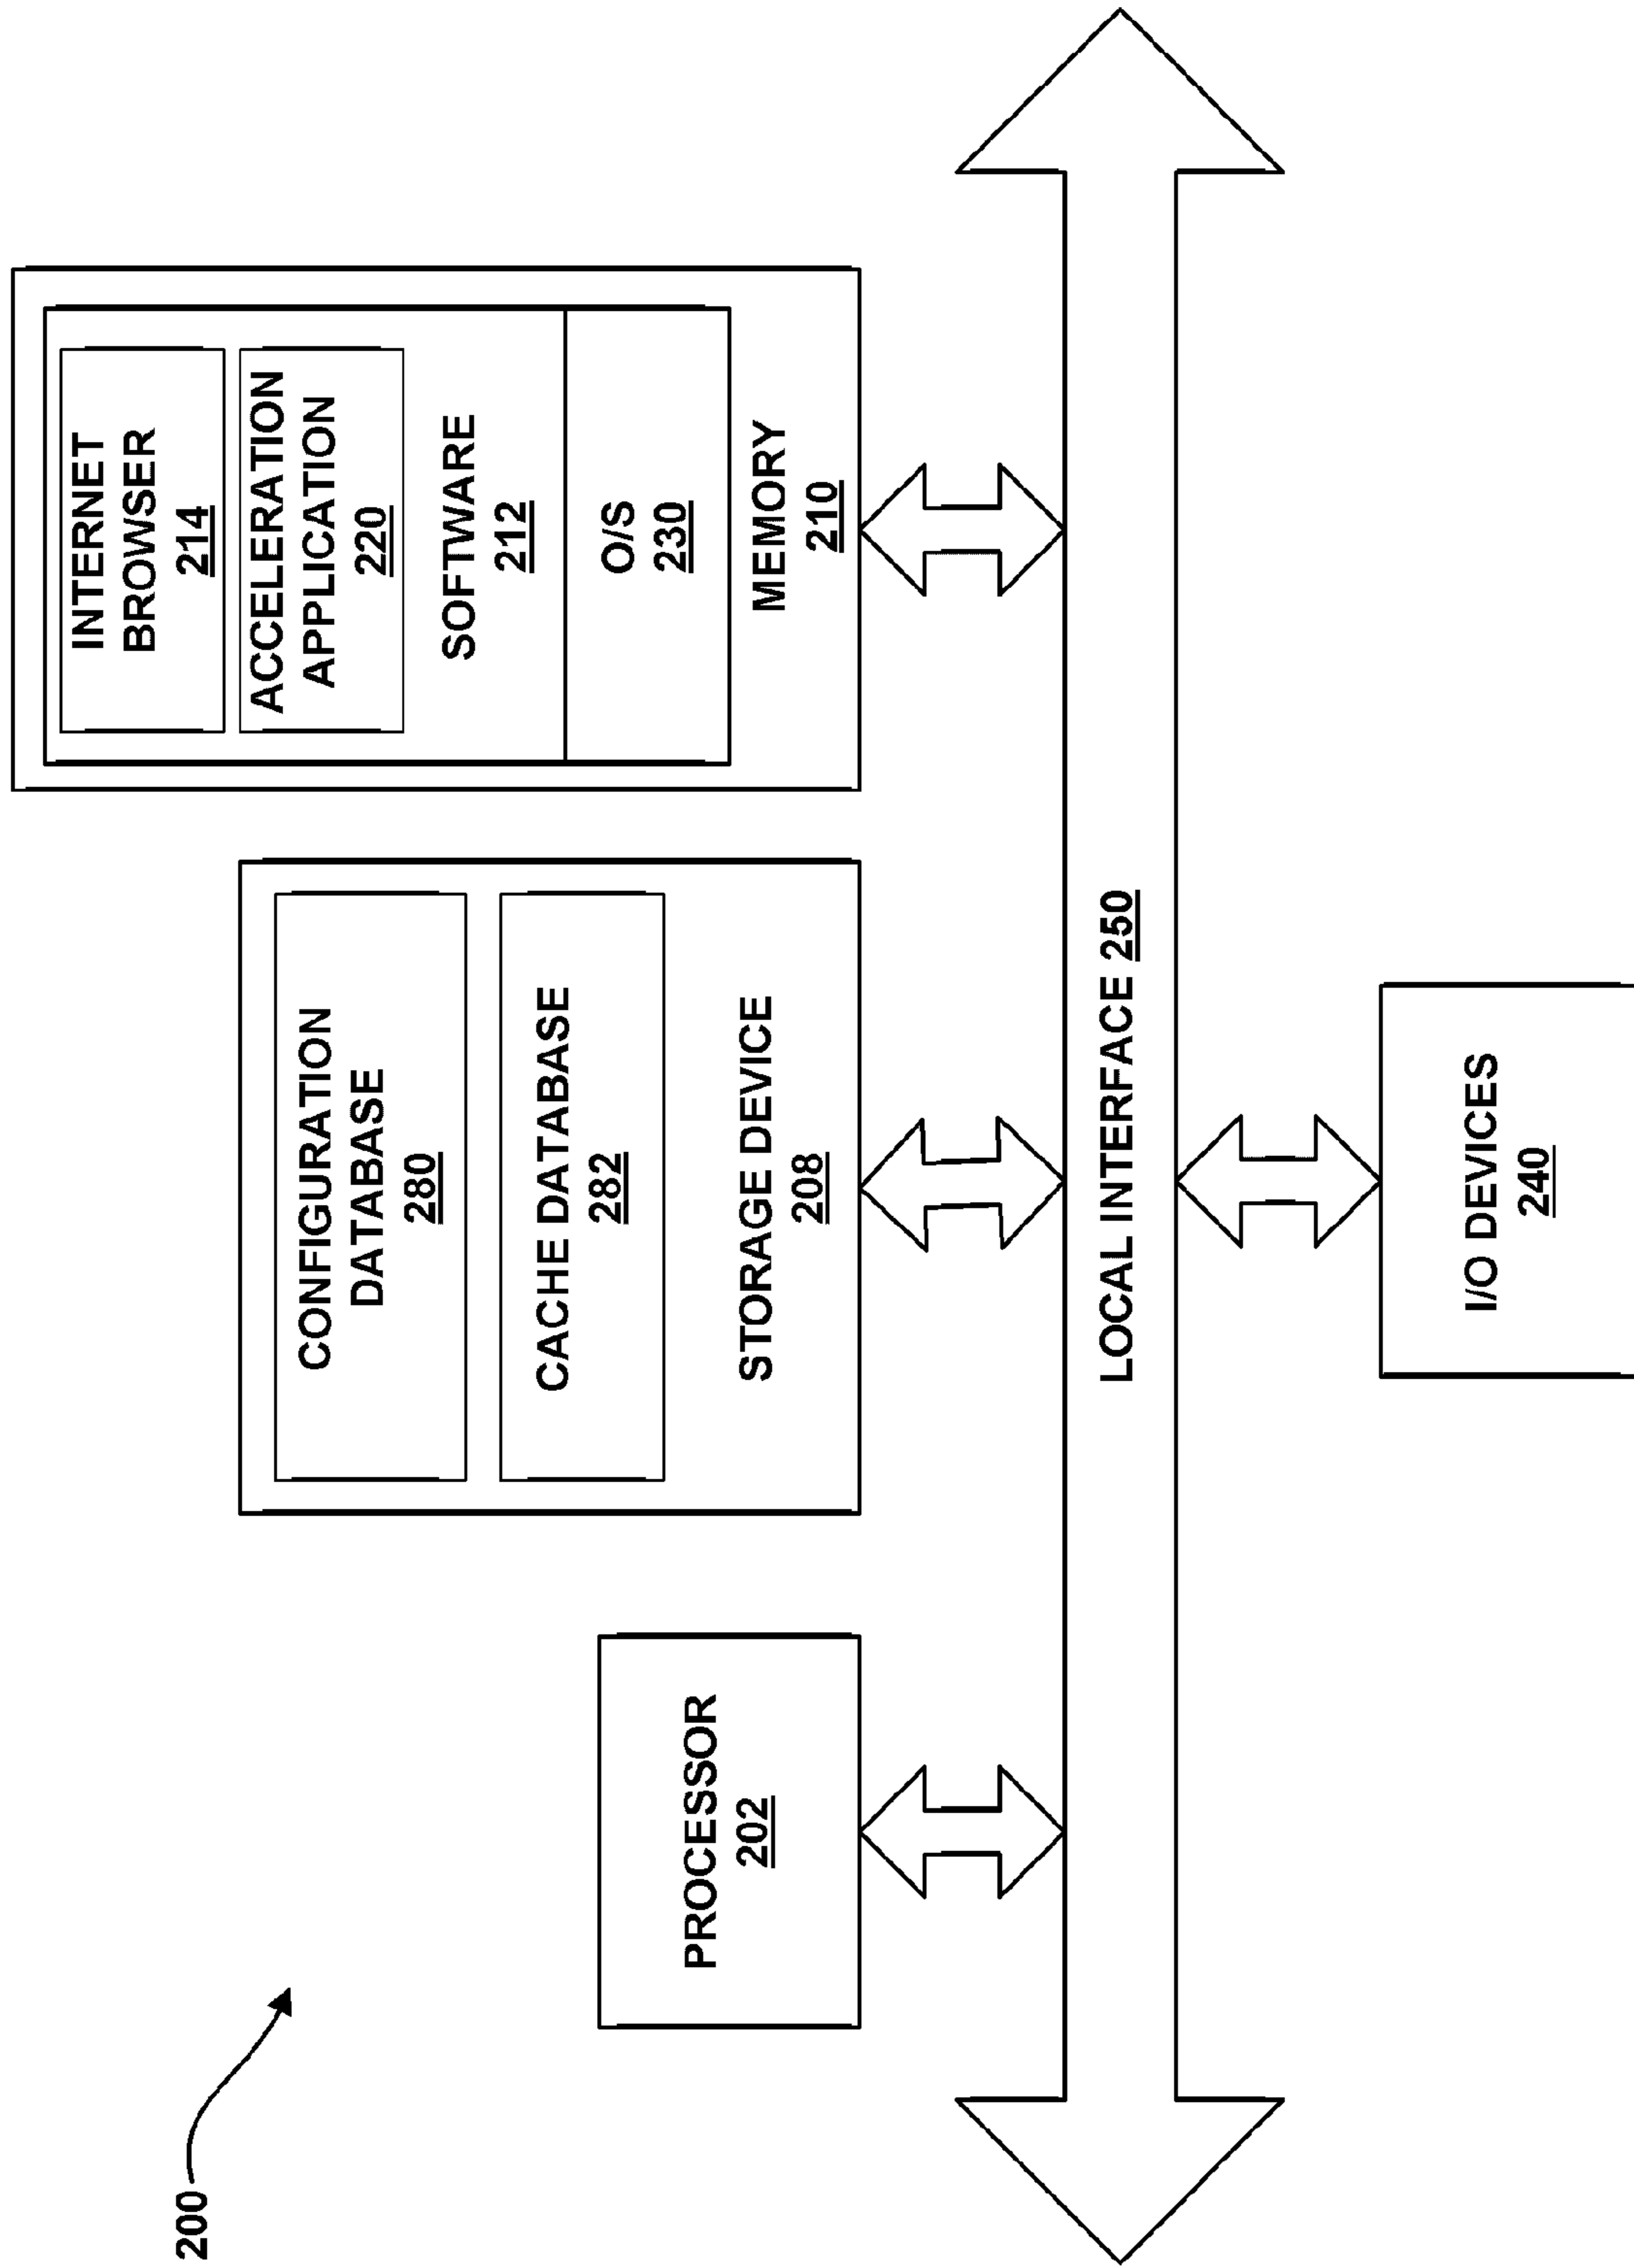 200
PROCESSOR
202
CONFIGURATION
DATABASE
280
CACHE DATABASE
282
STORAGE DEVICE
208
INTERNET
BROWSER
214
ACCELERATION
APPLICATION
220
SOFTWARE
212
O/S
230
MEMORY
210
LOCAL INTERFACE 250
I/O DEVICES
240